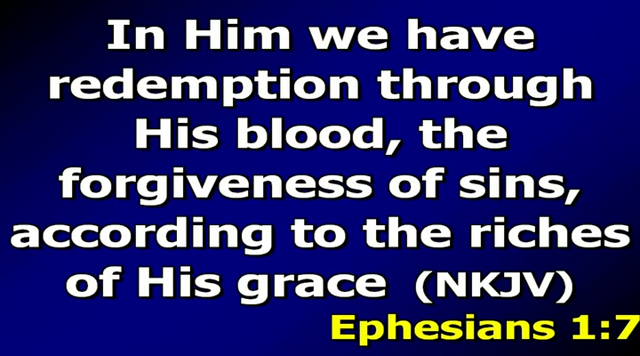 In Him we have
redemption through
His blood, the
forgiveness of sins,
according to the riches
of His grace (NKJV)
Ephesians 1:7